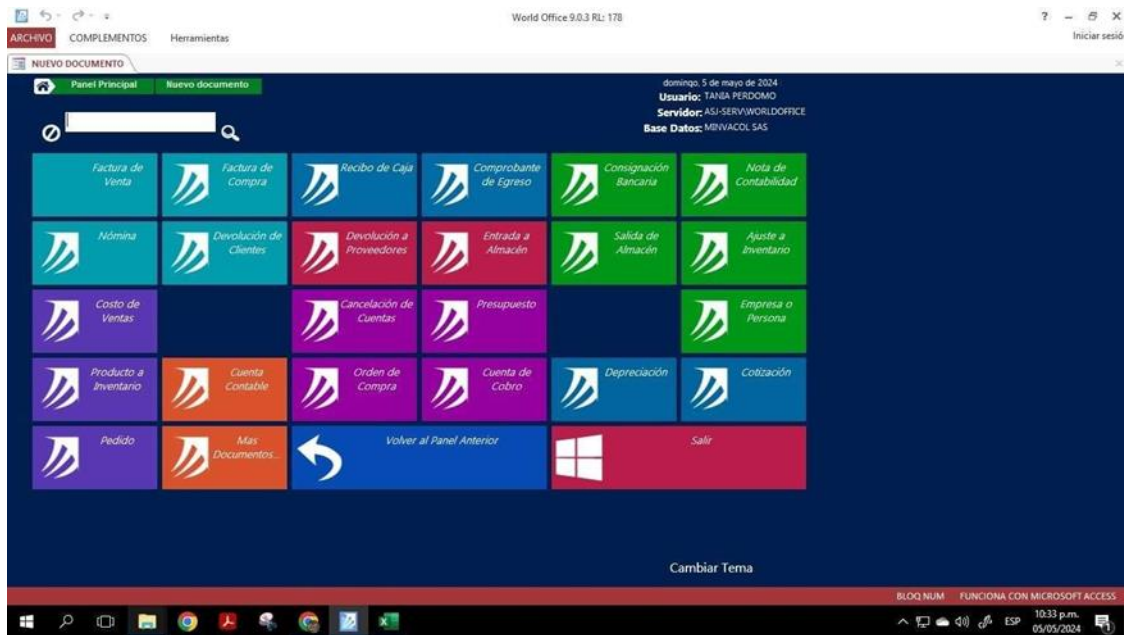 World Office 9.0.3 RL: 178
ARCHIVO COMPLEMENTOS Herramientas
Iniciar sesió
NUEVO DOCUMENTO
Panel Principal Nuevo documento
domingo, 5 de mayo de 2024
Usuario: TANIA PERDOMO
Servidor: ASJ-SERV\WORLDOFFICE
Base Datos: MINVACOL SAS
Factura de Venta
Factura de Compra
Recibo de Caja
Comprobante de Egreso
Consignación Bancaria
Nota de Contabilidad
Nómina
Devolución de Clientes
Devolución a Proveedores
Entrada a Almacén
Salida de Almacén
Ajuste a Inventario
Costo de Ventas
Cancelación de Cuentas
Presupuesto
Empresa o Persona
Producto a Inventario
Cuenta Contable
Orden de Compra
Cuenta de Cobro
Depreciación
Cotización
Pedido
Mas Documentos...
Volver al Panel Anterior
Salir
Cambiar Tema
BLOQ NUM FUNCIONA CON MICROSOFT ACCESS
ESP
10:33 p.m.
05/05/2024